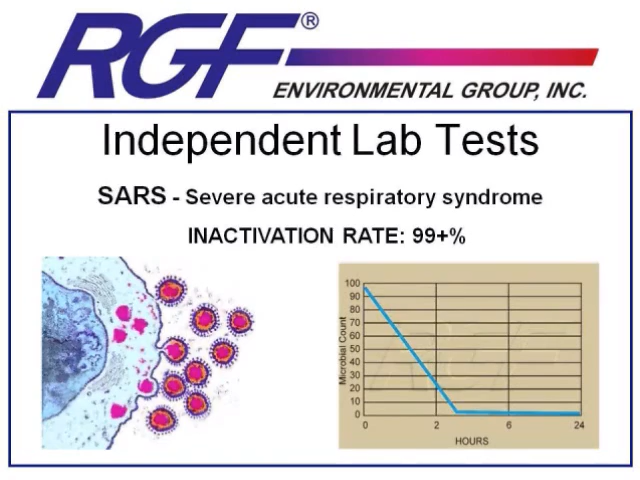 RGF®
ENVIRONMENTAL GROUP, INC.
Independent Lab Tests
SARS - Severe acute respiratory syndrome
INACTIVATION RATE: 99+%
Microbial Count
100
90
80
70
60
50
40
30
20
10
0
RGF
0 2 6 24
HOURS